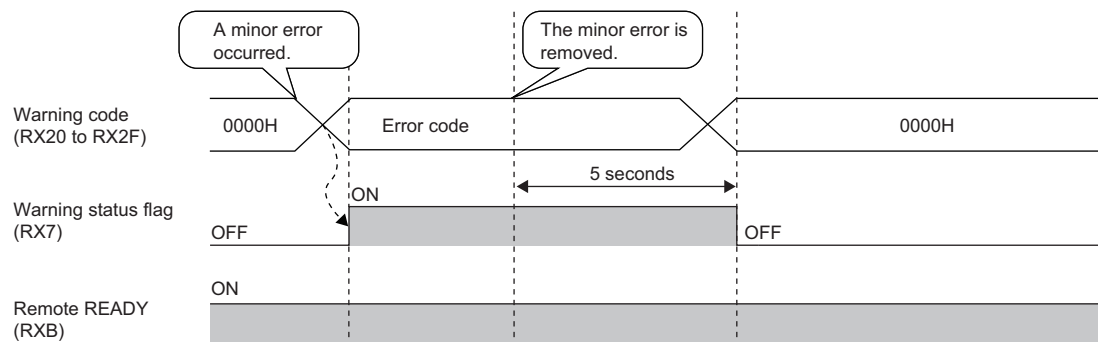 A minor error
occurred.
The minor error is
removed.
Warning code
(RX20 to RX2F)
0000H
Error code
0000H
5 seconds
Warning status flag
(RX7)
OFF
ON
OFF
Remote READY
(RXB)
ON